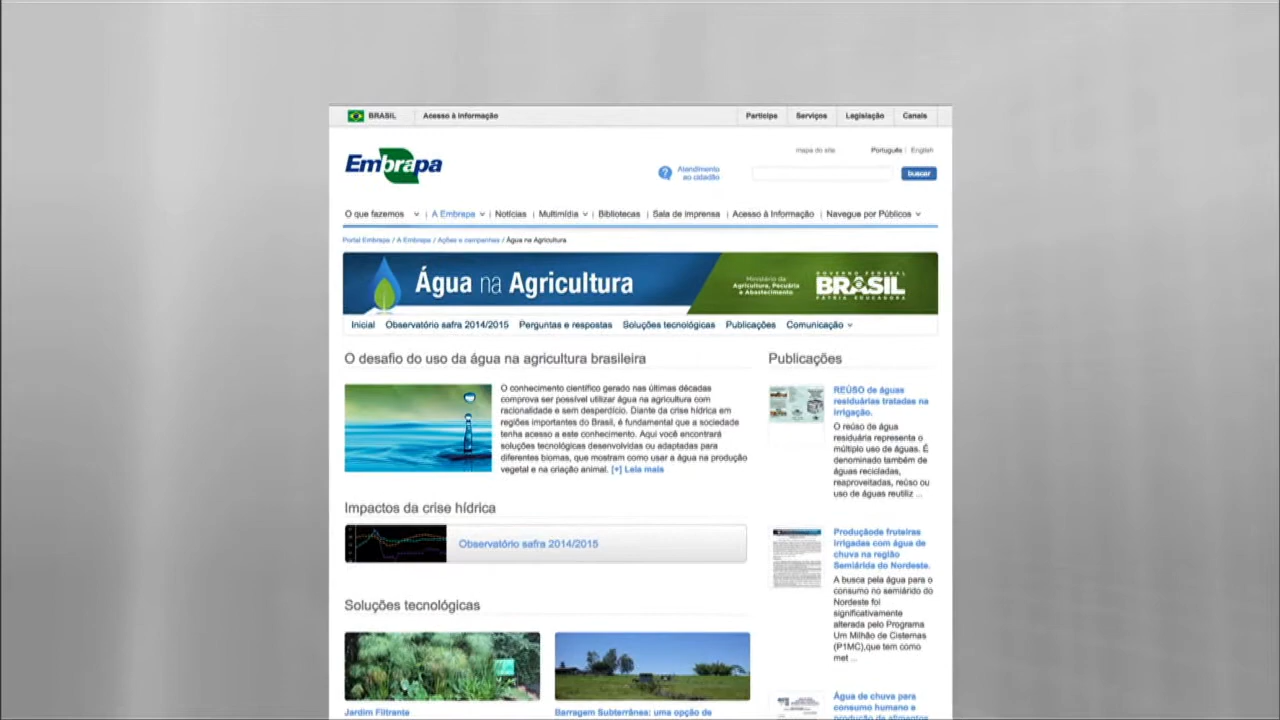 BRASIL Acesso à informação Participe Serviços Legislação Canais
mapa do site Português English
Embrapa
Atendimento
ao cidadão
buscar
O que fazemos A Embrapa Notícias Multimídia Bibliotecas Sala de imprensa Acesso à Informação Navegue por Públicos
Portal Embrapa / A Embrapa / Ações e campanhas / Água na Agricultura
Água na Agricultura
Ministério da
Agricultura, Pecuária
e Abastecimento
GOVERNO FEDERAL
BRASIL
PÁTRIA EDUCADORA
Inicial Observatório safra 2014/2015 Perguntas e respostas Soluções tecnológicas Publicações Comunicação
O desafio do uso da água na agricultura brasileira
O conhecimento científico gerado nas últimas décadas
comprova ser possível utilizar água na agricultura com
racionalidade e sem desperdício. Diante da crise hídrica em
regiões importantes do Brasil, é fundamental que a sociedade
tenha acesso a este conhecimento. Aqui você encontrará
soluções tecnológicas desenvolvidas ou adaptadas para
diferentes biomas, que mostram como usar a água na produção
vegetal e na criação animal. [+] Leia mais
Impactos da crise hídrica
Observatório safra 2014/2015
Soluções tecnológicas
Jardim Filtrante
Barragem Subterrânea: uma opção de
Publicações
REÚSO de águas
residuárias tratadas na
irrigação.
O reúso de água
residuária representa o
múltiplo uso de águas. É
denominado também de
águas recicladas,
reaproveitadas, reúso ou
uso de águas reutiliz ...
Produçãode fruteiras
irrigadas com água de
chuva na região
Semiárida do Nordeste.
A busca pela água para o
consumo no semiárido do
Nordeste foi
significativamente
alterada pelo Programa
Um Milhão de Cisternas
(P1MC),que tem como
met ...
Água de chuva para
consumo humano e
produção de alimentos